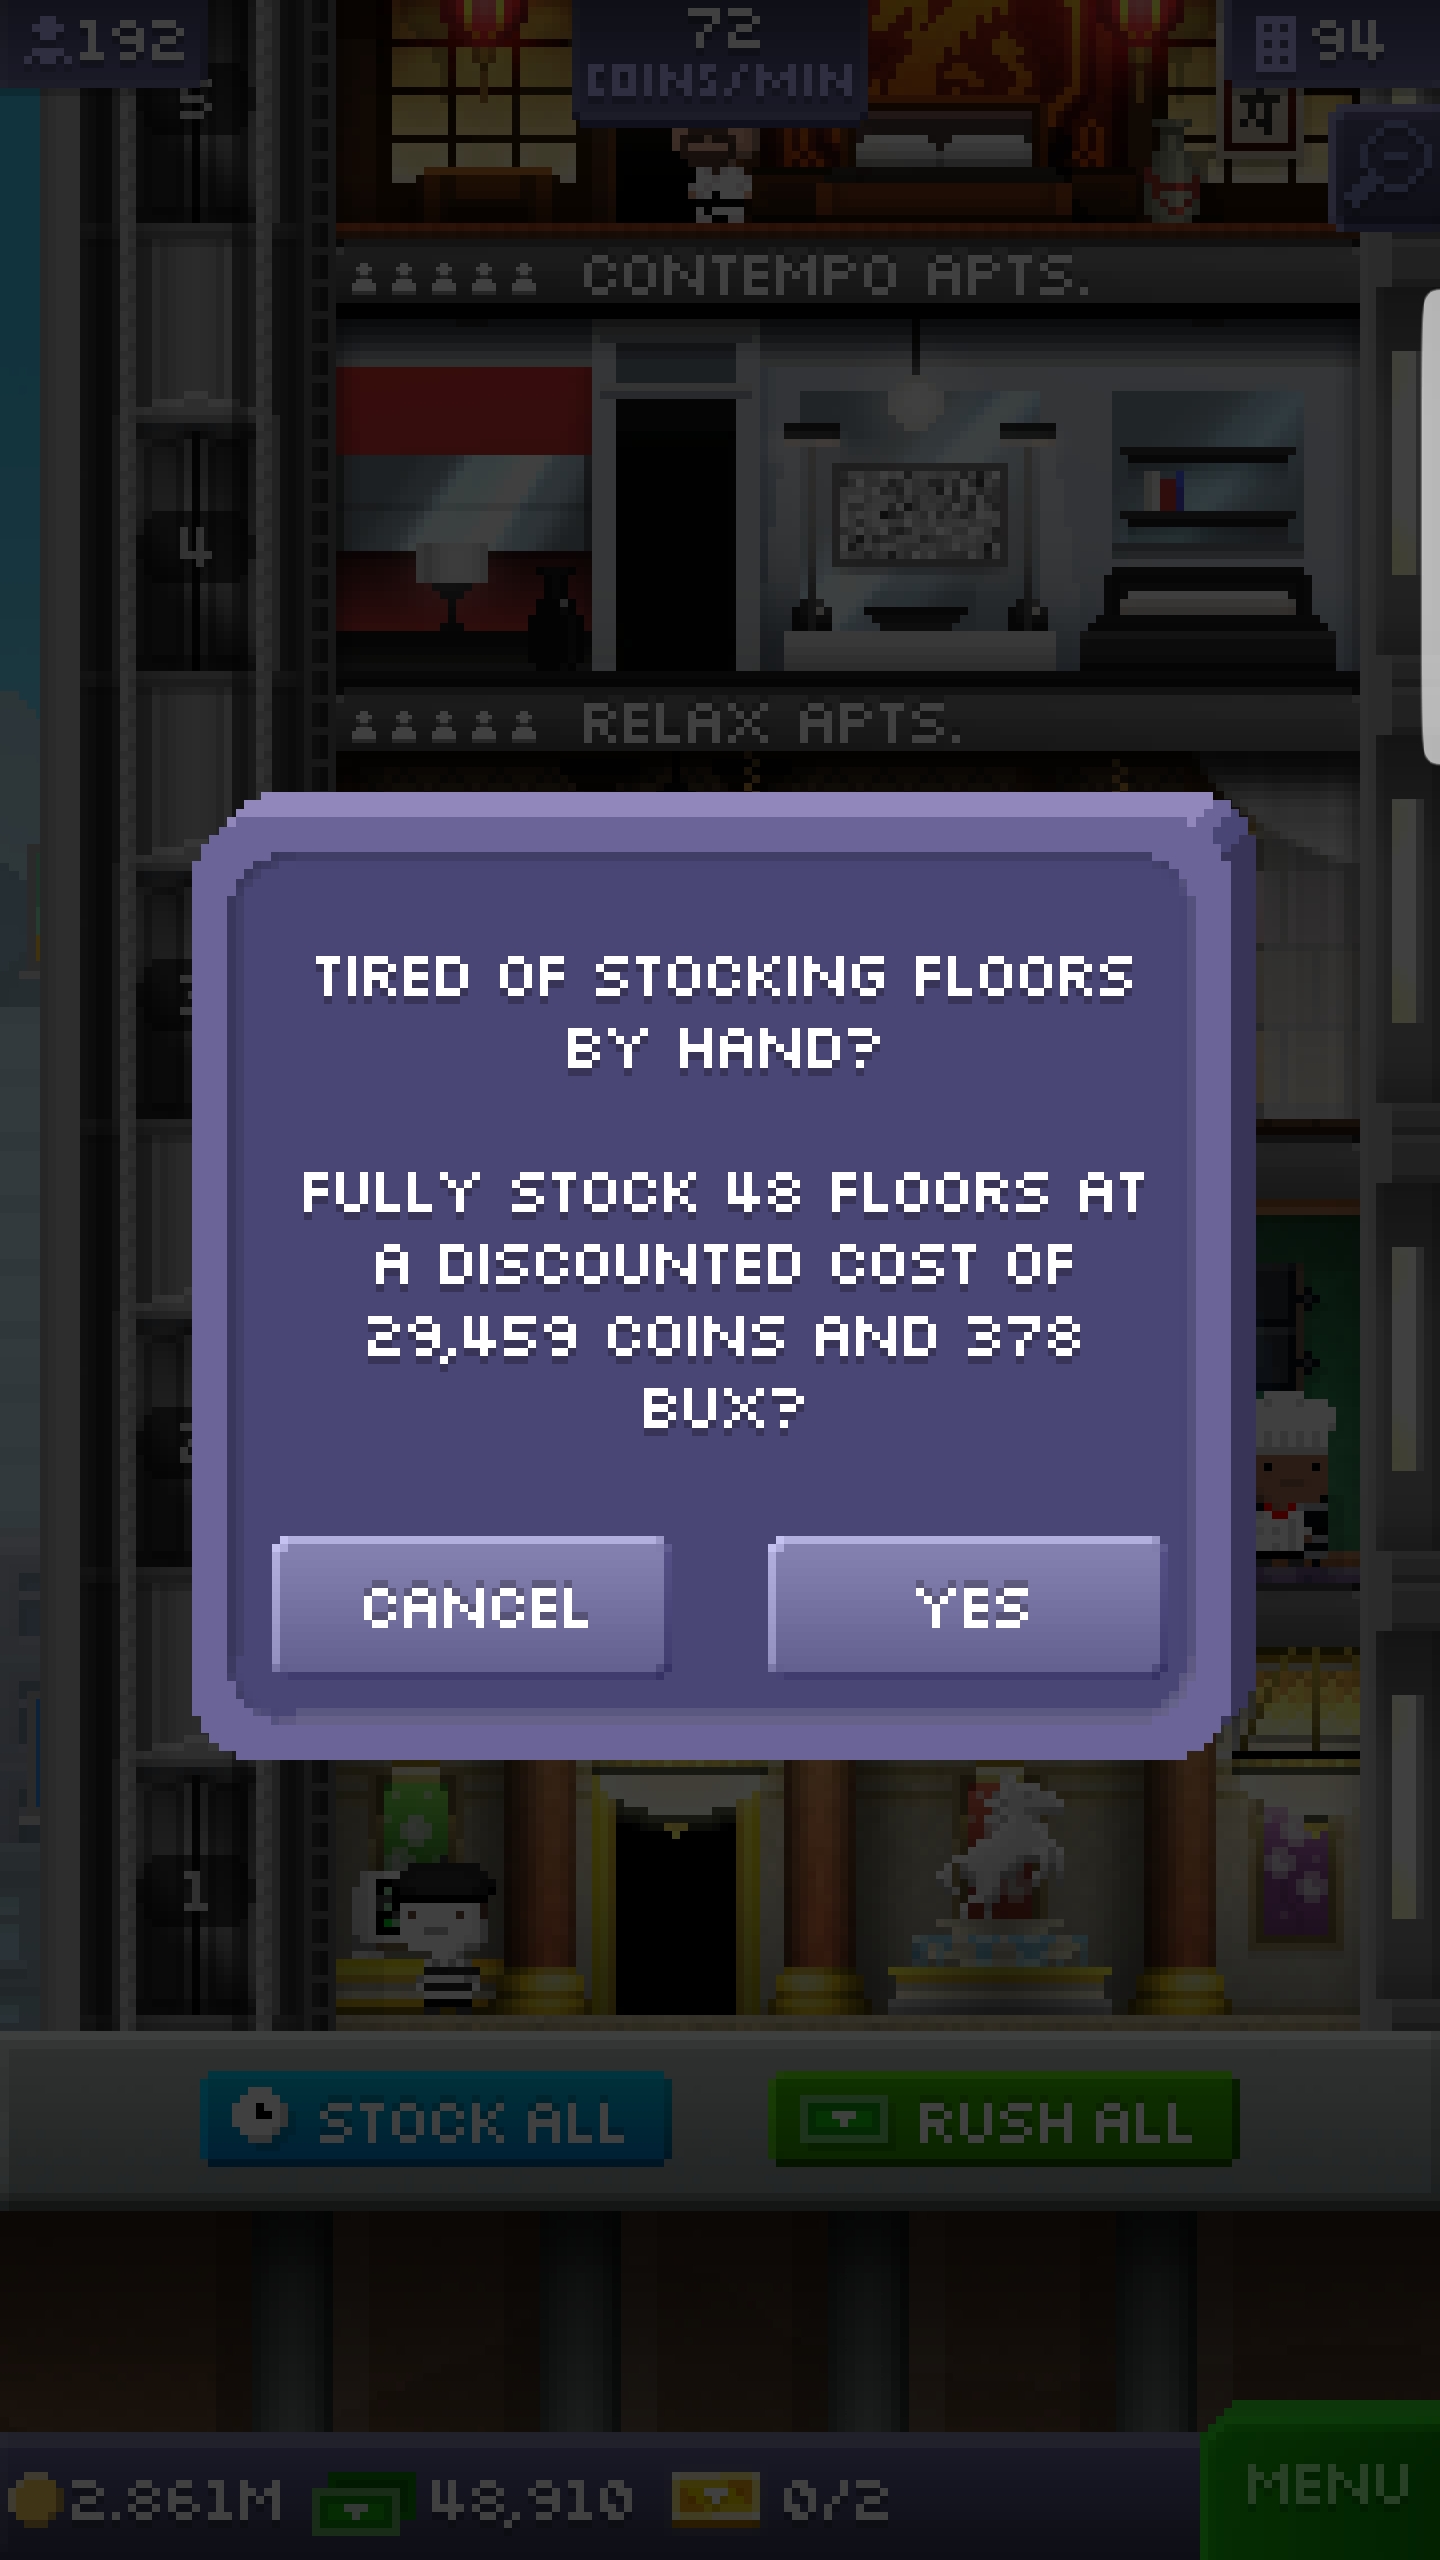 192
72
COINS/MIN
94
5
CONTEMPO APTS.
4
RELAX APTS.
TIRED OF STOCKING FLOORS
BY HAND?
FULLY STOCK 48 FLOORS AT
A DISCOUNTED COST OF
29,459 COINS AND 378
BUX?
CANCEL
YES
1
STOCK ALL
RUSH ALL
2.861M
48,910
0/2
MENU